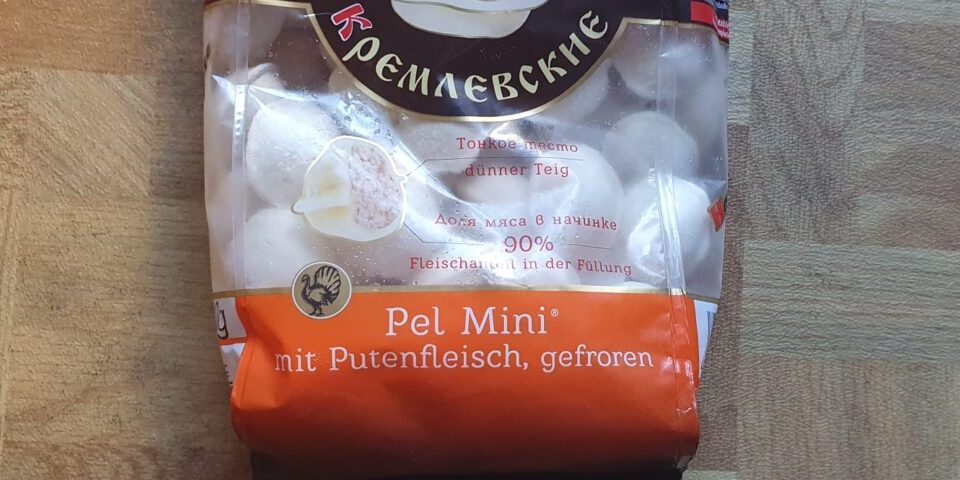 Кремлевские
Тонкое тесто
dünner Teig
Доля мяса в начинке
90%
Fleischanteil in der Füllung
Pel Mini®
mit Putenfleisch, gefroren